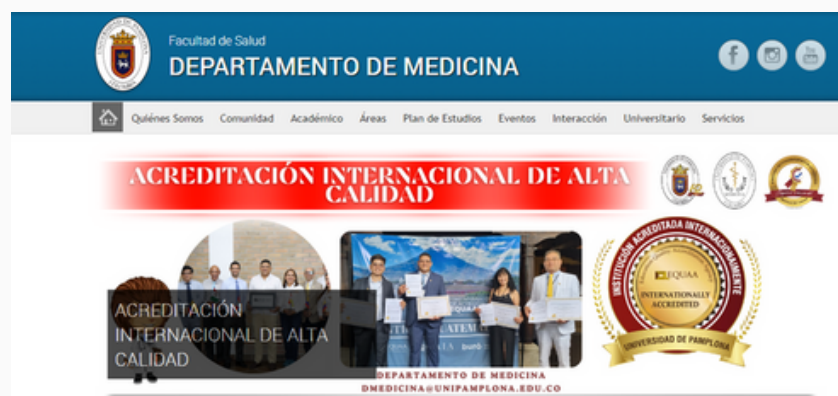 Facultad de Salud
DEPARTAMENTO DE MEDICINA
Quiénes Somos Comunidad Académico Áreas Plan de Estudios Eventos Interacción Universitario Servicios
ACREDITACIÓN INTERNACIONAL DE ALTA
CALIDAD
INSTITUCIÓN ACREDITADA INTERNACIONALMENTE
EQUAA
INTERNATIONALLY
ACCREDITED
UNIVERSIDAD DE PAMPLONA
ACREDITACIÓN
INTERNACIONAL DE ALTA
CALIDAD
DEPARTAMENTO DE MEDICINA
DMEDICINA@UNIPAMPLONA.EDU.CO